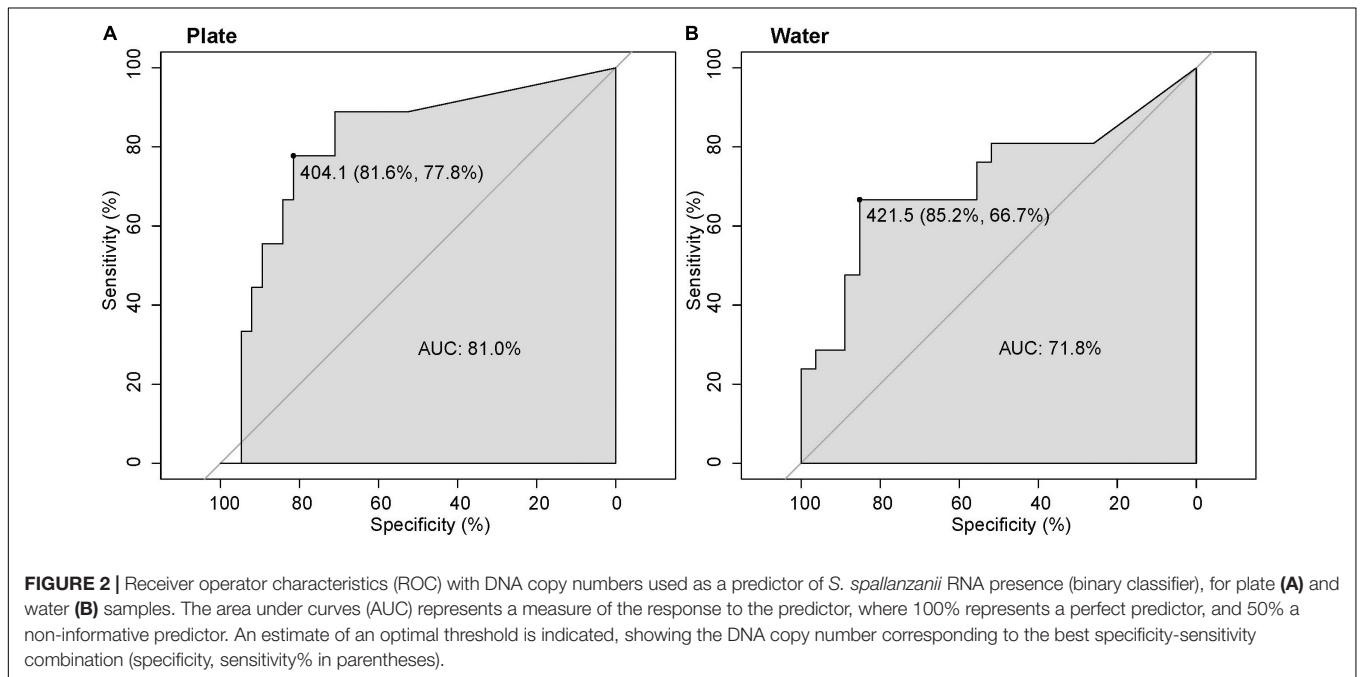 A Plate
100
80
60
40
20
0
Sensitivity (%)
404.1 (81.6%, 77.8%)
AUC: 81.0%
100 80 60 40 20 0
Specificity (%)
B Water
100
80
60
40
20
0
Sensitivity (%)
421.5 (85.2%, 66.7%)
AUC: 71.8%
100 80 60 40 20 0
Specificity (%)
FIGURE 2 | Receiver operator characteristics (ROC) with DNA copy numbers used as a predictor of S. spallanzanii RNA presence (binary classifier), for plate (A) and
water (B) samples. The area under curves (AUC) represents a measure of the response to the predictor, where 100% represents a perfect predictor, and 50% a
non-informative predictor. An estimate of an optimal threshold is indicated, showing the DNA copy number corresponding to the best specificity-sensitivity
combination (specificity, sensitivity% in parentheses).